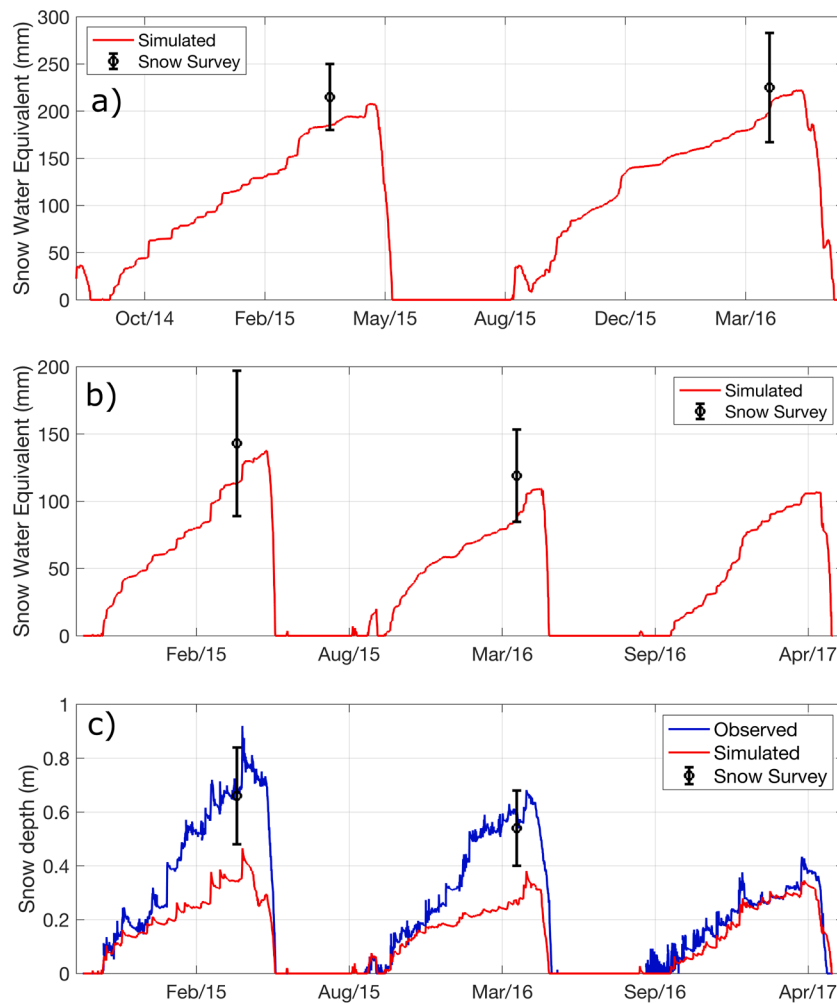 a)
Snow Water Equivalent (mm)
300
250
200
150
100
50
0
Simulated
Snow Survey
Oct/14 Feb/15 May/15 Aug/15 Dec/15 Mar/16
b)
Snow Water Equivalent (mm)
200
150
100
50
0
Simulated
Snow Survey
Feb/15 Aug/15 Mar/16 Sep/16 Apr/17
c)
Snow depth (m)
1
0.8
0.6
0.4
0.2
0
Observed
Simulated
Snow Survey
Feb/15 Aug/15 Mar/16 Sep/16 Apr/17